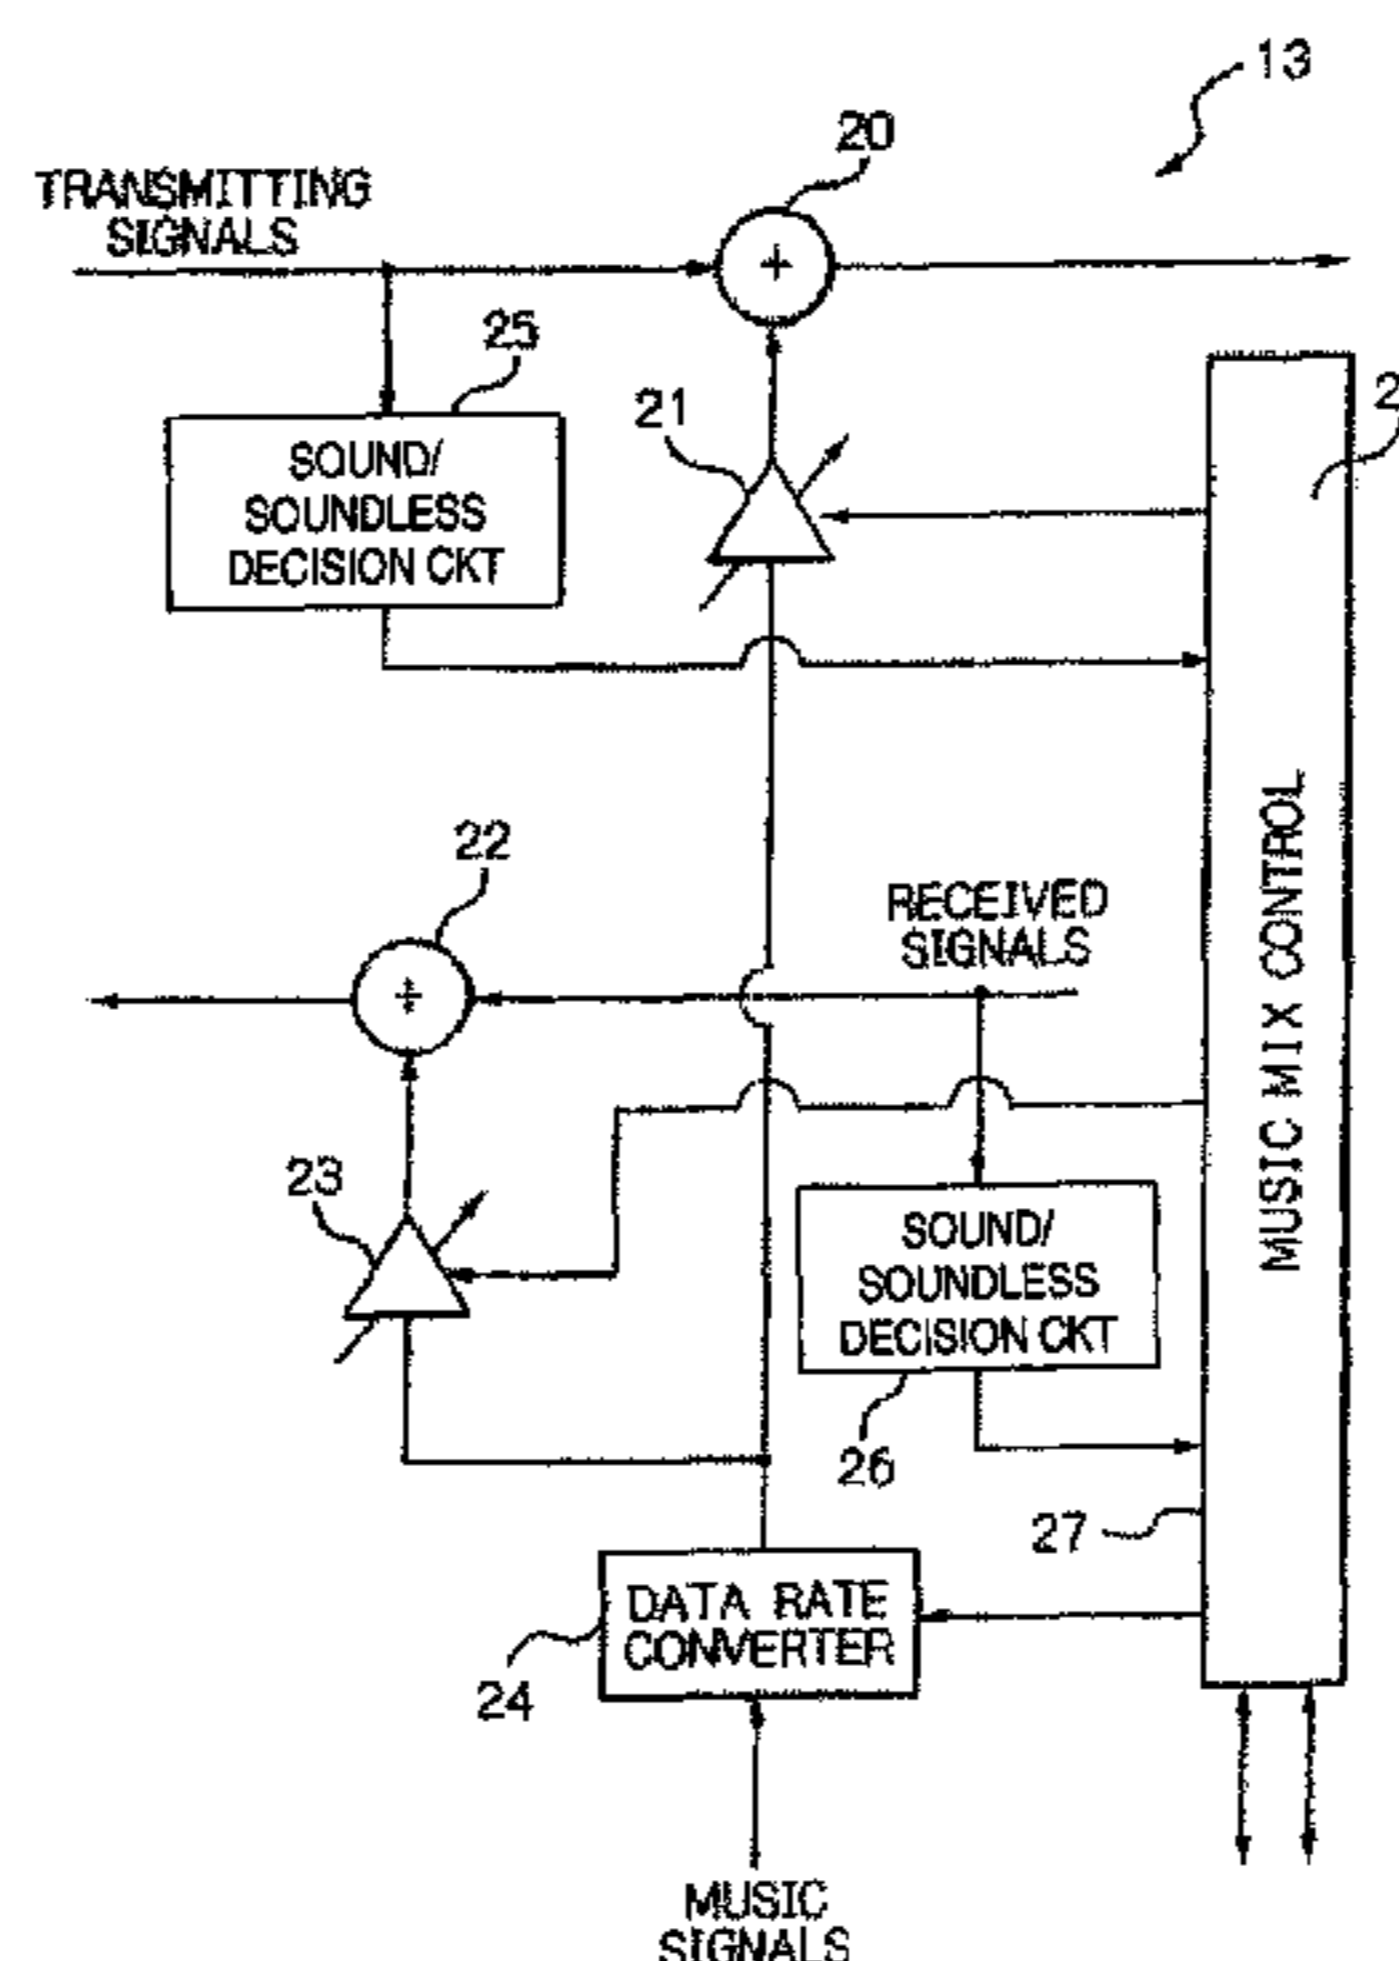 13
20
TRANSMITTING
SIGNALS
+
25
21
2
SOUND/
SOUNDLESS
DECISION CKT
MUSIC MIX CONTROL
22
RECEIVED
SIGNALS
+
23
SOUND/
SOUNDLESS
DECISION CKT
26
27
DATA RATE
CONVERTER
24
MUSIC
SIGNALS